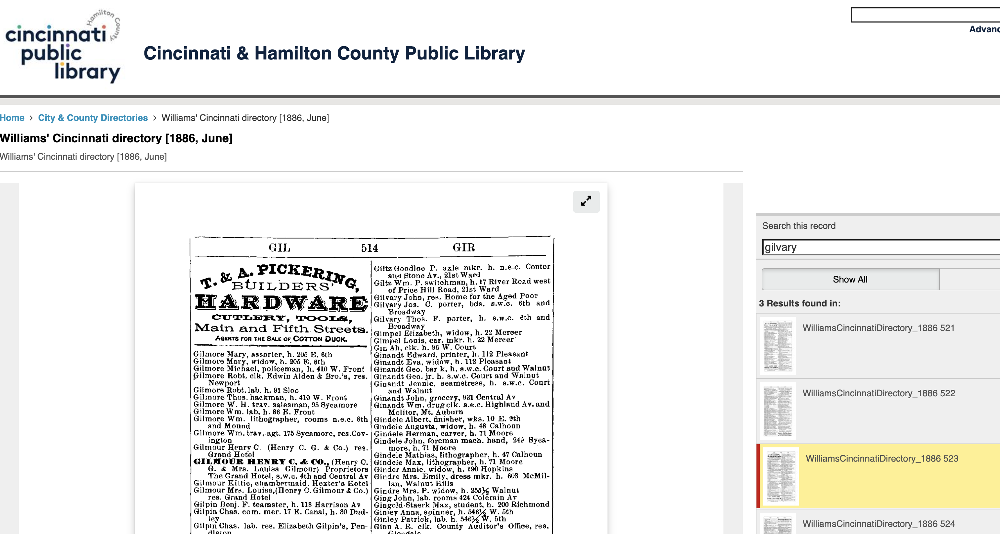 Hamilton County
cincinnati
public
library
Cincinnati & Hamilton County Public Library
Advanc
Home > City & County Directories > Williams' Cincinnati directory [1886, June]
Williams' Cincinnati directory [1886, June]
Williams' Cincinnati directory [1886, June]
GIL 514 GIR
T. & A. PICKERING,
BUILDERS'
HARDWARE
CUTLERY, TOOLS,
Main and Fifth Streets.
AGENTS FOR THE SALE OF COTTON DUCK.
Gilmore Mary, assorter, h. 205 E. 6th
Gilmore Mary, widow, h. 205 E. 6th
Gilmore Michael, policeman, h. 410 W. Front
Gilmore Robt. clk. Edwin Alden & Bro.'s, res.
Newport
Gilmore Robt. lab. h. 91 Sloo
Gilmore Thos. hackman, h. 410 W. Front
Gilmore W. H. trav. salesman, 95 Sycamore
Gilmore Wm. lab. h. 86 E. Front
Gilmore Wm. lithographer, rooms n.e.c. 8th
and Mound
Gilmore Wm. trav. agt. 175 Sycamore, res. Cov-
ington
Gilmour Henry C. (Henry C. G. & Co.) res.
Grand Hotel
GILMOUR HENRY C. & CO., (Henry C.
G. & Mrs. Louisa Gilmour) Proprietors
The Grand Hotel, s.w.c. 4th and Central Av
Gilmour Kittie, chambermaid, Hexter's Hotel
Gilmour Mrs. Louisa, (Henry C. Gilmour & Co.)
res. Grand Hotel
Gilpin Benj. F. teamster, h. 118 Harrison Av
Gilpin Chas. com. mer. 17 E. Canal, h. 30 Dud-
ley
Gilpin Chas. lab. res. Elizabeth Gilpin's, Pen-
dleton
Giltz Goodloe P. axle mkr. h. n.e.c. Center
and Stone Av., 21st Ward
Giltz Wm. P. switchman, h. 17 River Road west
of Price Hill Road, 21st Ward
Gilvary John, res. Home for the Aged Poor
Gilvary Jos. C. porter, bds. s.w.c. 6th and
Broadway
Gilvary Thos. F. porter, h. s.w.c. 6th and
Broadway
Gimpel Elizabeth, widow, h. 22 Mercer
Gimpel Louis, car. mkr. h. 22 Mercer
Gin Ah, clk. h. 96 W. Court
Ginandt Edward, printer, h. 112 Pleasant
Ginandt Eva, widow, h. 112 Pleasant
Ginandt Geo. bar k. h. s.w.c. Court and Walnut
Ginandt Geo. jr. h. s.w.c. Court and Walnut
Ginandt Jennie, seamstress, h. s.w.c. Court
and Walnut
Ginandt John, grocery, 931 Central Av
Ginandt Wm. drug clk. s.e.c. Highland Av. and
Molitor, Mt. Auburn
Gindele Albert, finisher, wks. 10 E. 9th
Gindele Augusta, widow, h. 48 Calhoun
Gindele Herman, carver, h. 71 Moore
Gindele John, foreman mach. hand, 249 Syca-
more, h. 71 Moore
Gindele Mathias, lithographer, h. 47 Calhoun
Gindele Max, lithographer, h. 71 Moore
Ginder Annie, widow, h. 190 Hopkins
Gindre Mrs. Emily, dress mkr. h. 603 McMil-
lan, Walnut Hills
Gindre Mrs. P. widow, h. 255½ Walnut
Ging John, lab. rooms 424 Colerain Av
Gingold-Staerk Max, student, h. 200 Richmond
Ginley Anna, spinner, h. 546½ W. 5th
Ginley Patrick, lab. h. 546½ W. 5th
Ginn A. R. clk. County Auditor's Office, res.
Glendale
Search this record
gilvary
Show All
3 Results found in:
WilliamsCincinnatiDirectory_1886 521
WilliamsCincinnatiDirectory_1886 522
WilliamsCincinnatiDirectory_1886 523
WilliamsCincinnatiDirectory_1886 524